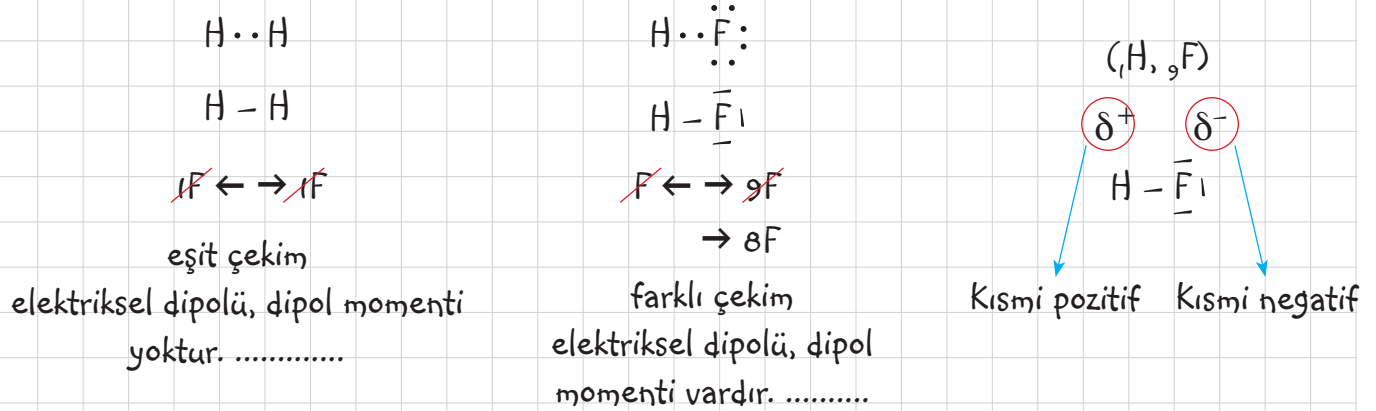 H··H
H – H
1F ← → 1F
eşit çekim
elektriksel dipolü, dipol momenti
yoktur. .............
H··F:
H – F
F ← → 9F
→ 8F
farklı çekim
elektriksel dipolü, dipol
momenti vardır. ..........
(₁H, ₉F)
δ⁺ δ⁻
H – F
Kısmi pozitif Kısmi negatif